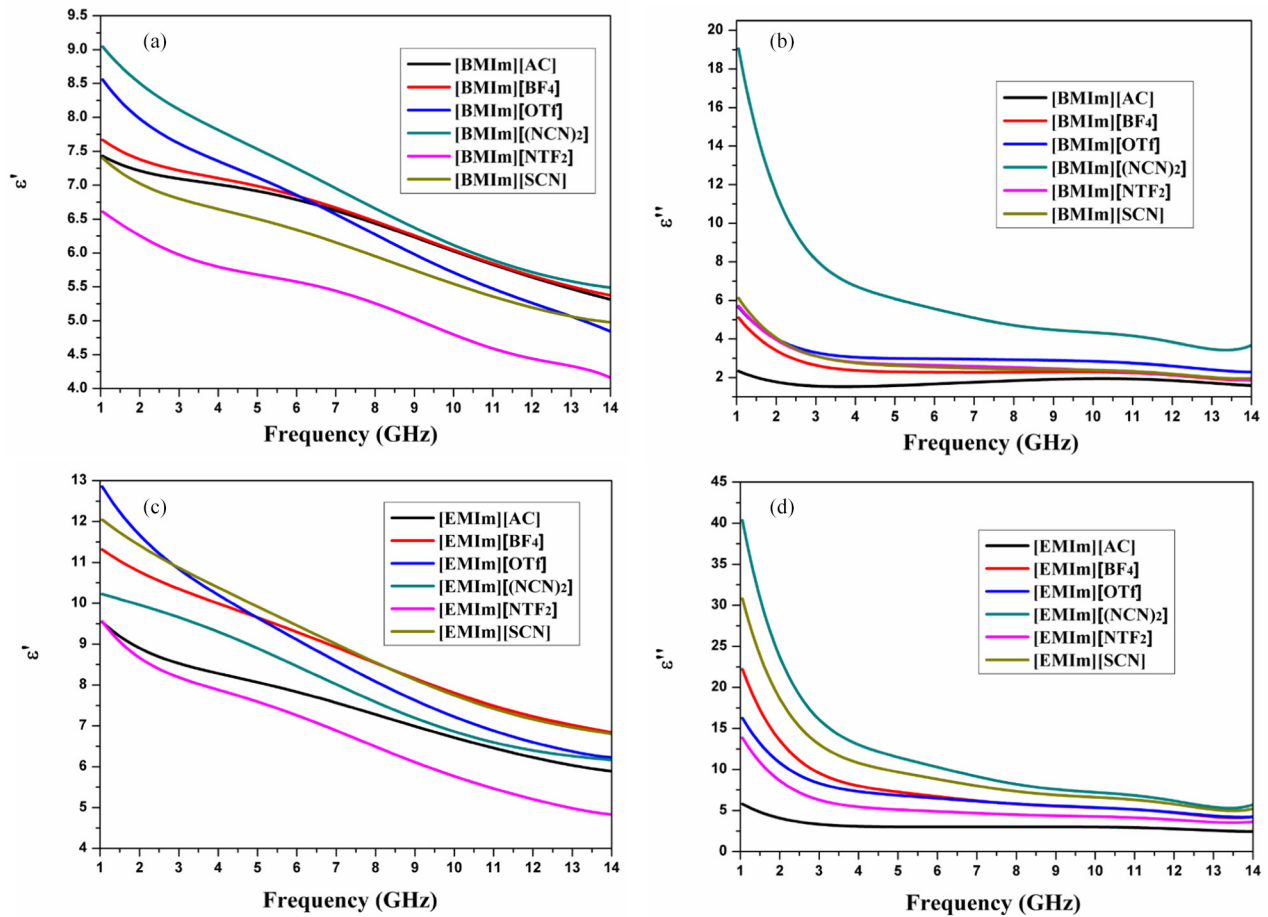 (a)
9.5
9.0
8.5
8.0
7.5
7.0
6.5
6.0
5.5
5.0
4.5
4.0
ε'
[BMIm][AC]
[BMIm][BF4]
[BMIm][OTf]
[BMIm][(NCN)2]
[BMIm][NTF2]
[BMIm][SCN]
1 2 3 4 5 6 7 8 9 10 11 12 13 14
Frequency (GHz)
(b)
20
18
16
14
12
10
8
6
4
2
ε''
[BMIm][AC]
[BMIm][BF4]
[BMIm][OTf]
[BMIm][(NCN)2]
[BMIm][NTF2]
[BMIm][SCN]
1 2 3 4 5 6 7 8 9 10 11 12 13 14
Frequency (GHz)
(c)
13
12
11
10
9
8
7
6
5
4
ε'
[EMIm][AC]
[EMIm][BF4]
[EMIm][OTf]
[EMIm][(NCN)2]
[EMIm][NTF2]
[EMIm][SCN]
1 2 3 4 5 6 7 8 9 10 11 12 13 14
Frequency (GHz)
(d)
45
40
35
30
25
20
15
10
5
0
ε''
[EMIm][AC]
[EMIm][BF4]
[EMIm][OTf]
[EMIm][(NCN)2]
[EMIm][NTF2]
[EMIm][SCN]
1 2 3 4 5 6 7 8 9 10 11 12 13 14
Frequency (GHz)